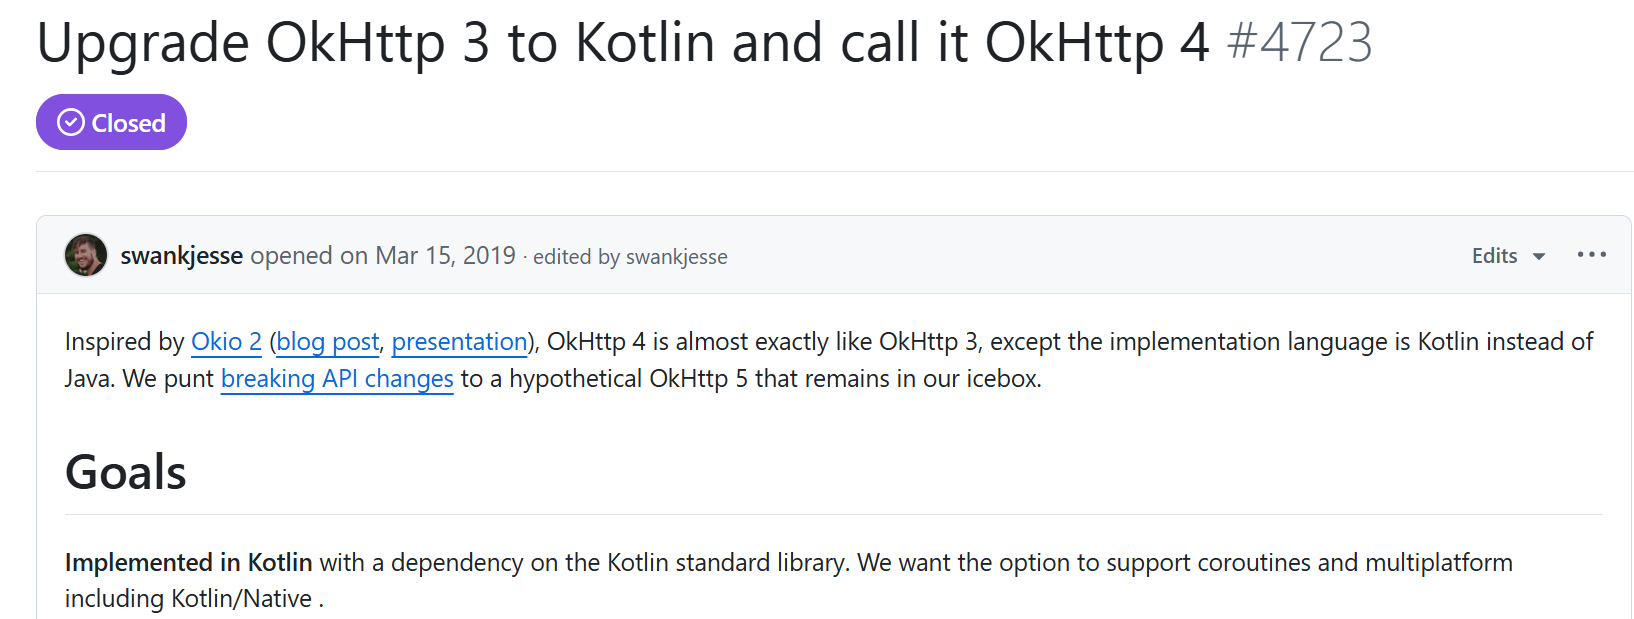 Upgrade OkHttp 3 to Kotlin and call it OkHttp 4 #4723
Closed
swankjesse opened on Mar 15, 2019 · edited by swankjesse
Edits
Inspired by Okio 2 (blog post, presentation), OkHttp 4 is almost exactly like OkHttp 3, except the implementation language is Kotlin instead of
Java. We punt breaking API changes to a hypothetical OkHttp 5 that remains in our icebox.
Goals
Implemented in Kotlin with a dependency on the Kotlin standard library. We want the option to support coroutines and multiplatform
including Kotlin/Native .